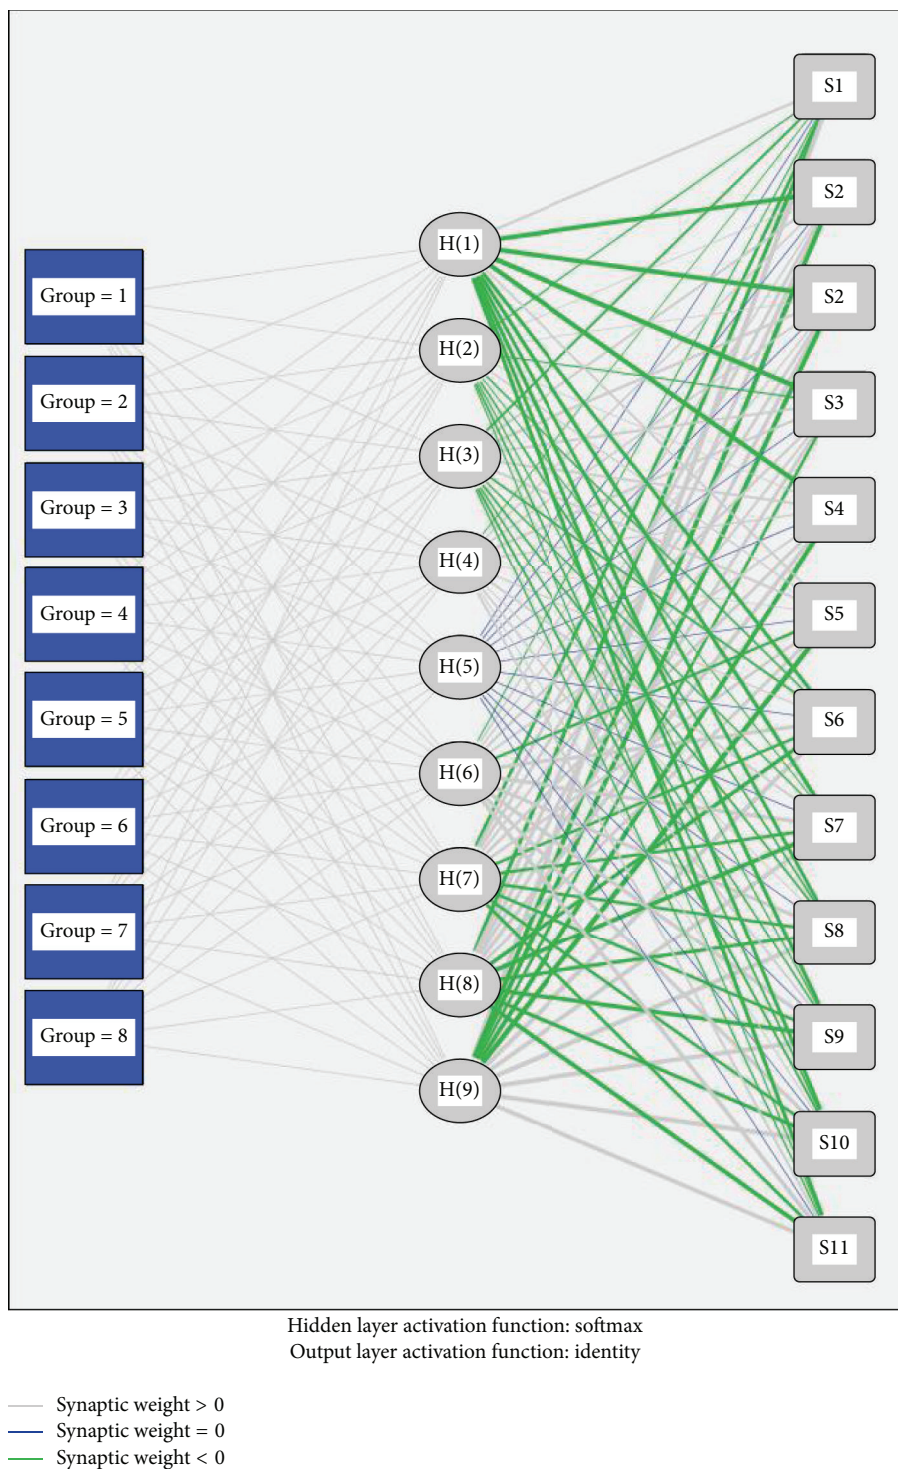 Group = 1
Group = 2
Group = 3
Group = 4
Group = 5
Group = 6
Group = 7
Group = 8
H(1)
H(2)
H(3)
H(4)
H(5)
H(6)
H(7)
H(8)
H(9)
S1
S2
S2
S3
S4
S5
S6
S7
S8
S9
S10
S11
Hidden layer activation function: softmax
Output layer activation function: identity
Synaptic weight > 0
Synaptic weight = 0
Synaptic weight < 0